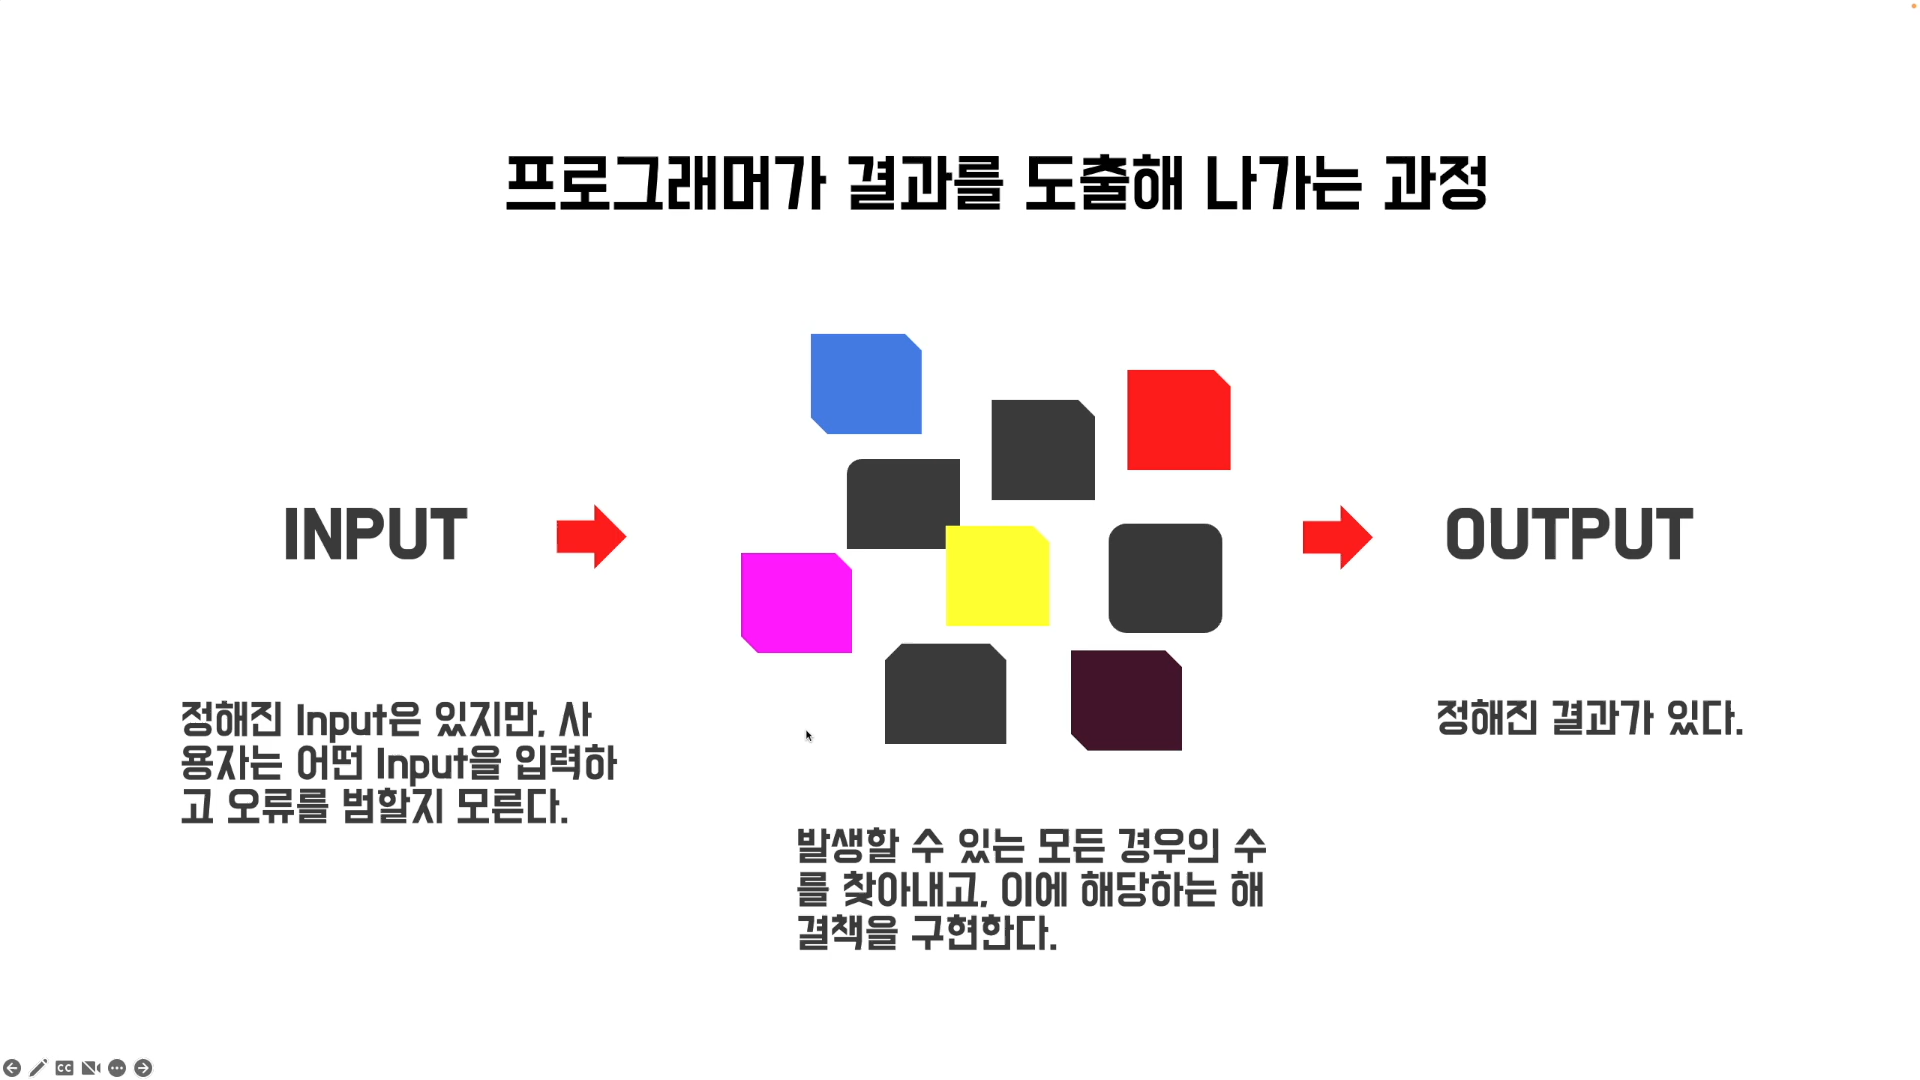 프로그래머가 결과를 도출해 나가는 과정
INPUT
OUTPUT
정해진 Input은 있지만, 사
용자는 어떤 Input을 입력하
고 오류를 범할지 모른다.
정해진 결과가 있다.
발생할 수 있는 모든 경우의 수
를 찾아내고, 이에 해당하는 해
결책을 구현한다.
CC